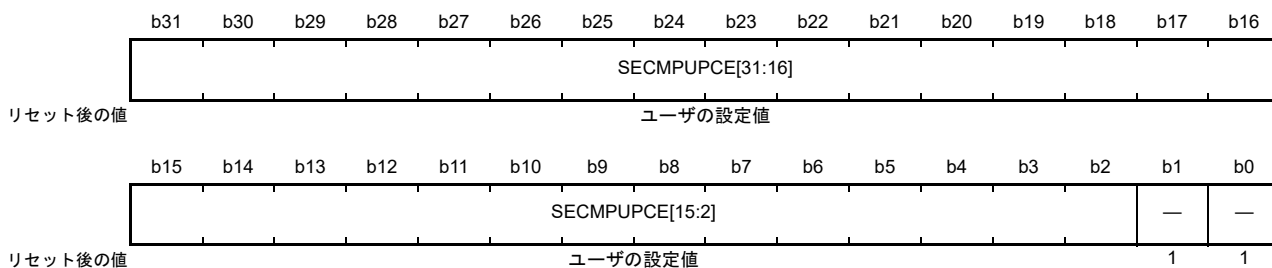 b31 b30 b29 b28 b27 b26 b25 b24 b23 b22 b21 b20 b19 b18 b17 b16
SECMPUPCE[31:16]
リセット後の値 ユーザの設定値
b15 b14 b13 b12 b11 b10 b9 b8 b7 b6 b5 b4 b3 b2 b1 b0
SECMPUPCE[15:2] — —
リセット後の値 ユーザの設定値 1 1